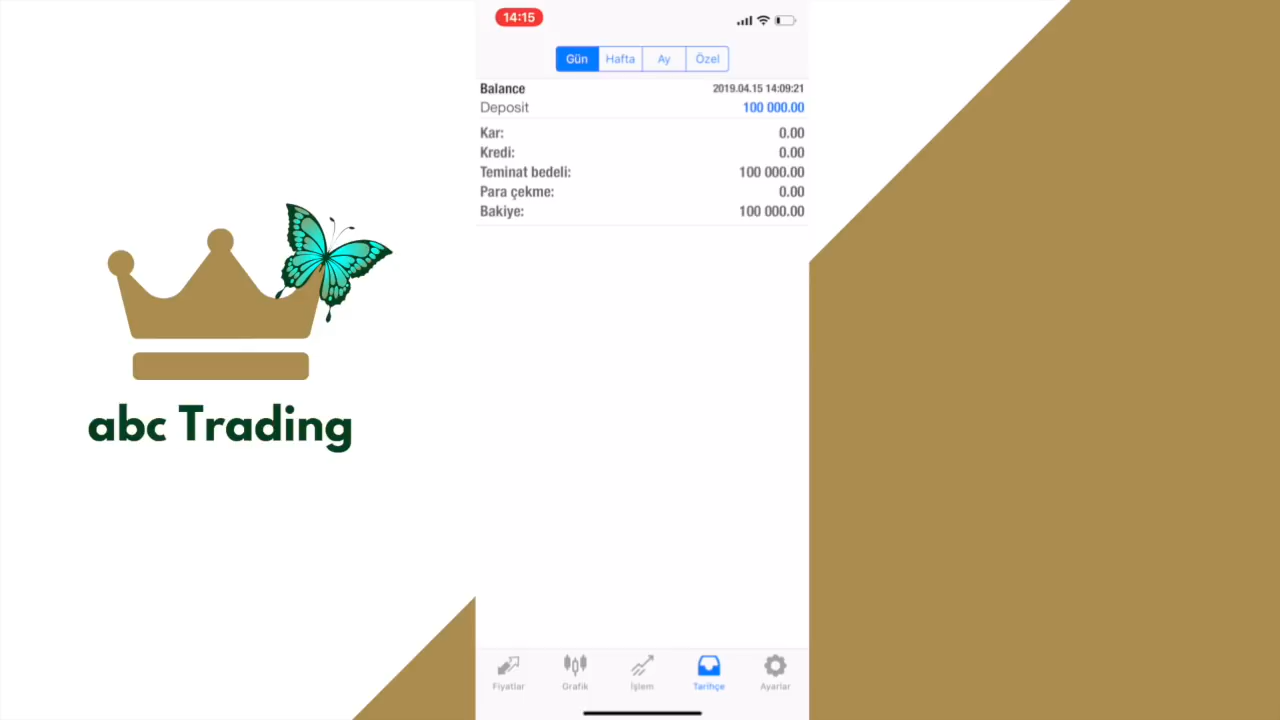 14:15
Gün Hafta Ay Özel
Balance 2019.04.15 14:09:21
Deposit 100 000.00
Kar: 0.00
Kredi: 0.00
Teminat bedeli: 100 000.00
Para çekme: 0.00
Bakiye: 100 000.00
abc Trading
Fiyatlar Grafik İşlem Tarihçe Ayarlar